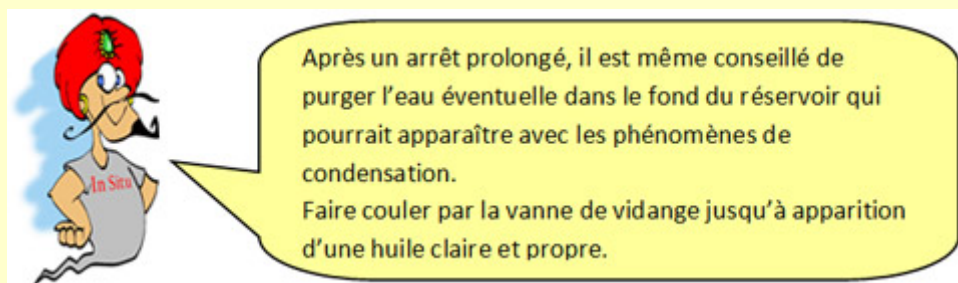 Après un arrêt prolongé, il est même conseillé de
purger l’eau éventuelle dans le fond du réservoir qui
pourrait apparaître avec les phénomènes de
condensation.
Faire couler par la vanne de vidange jusqu’à apparition
d’une huile claire et propre.
In Situ